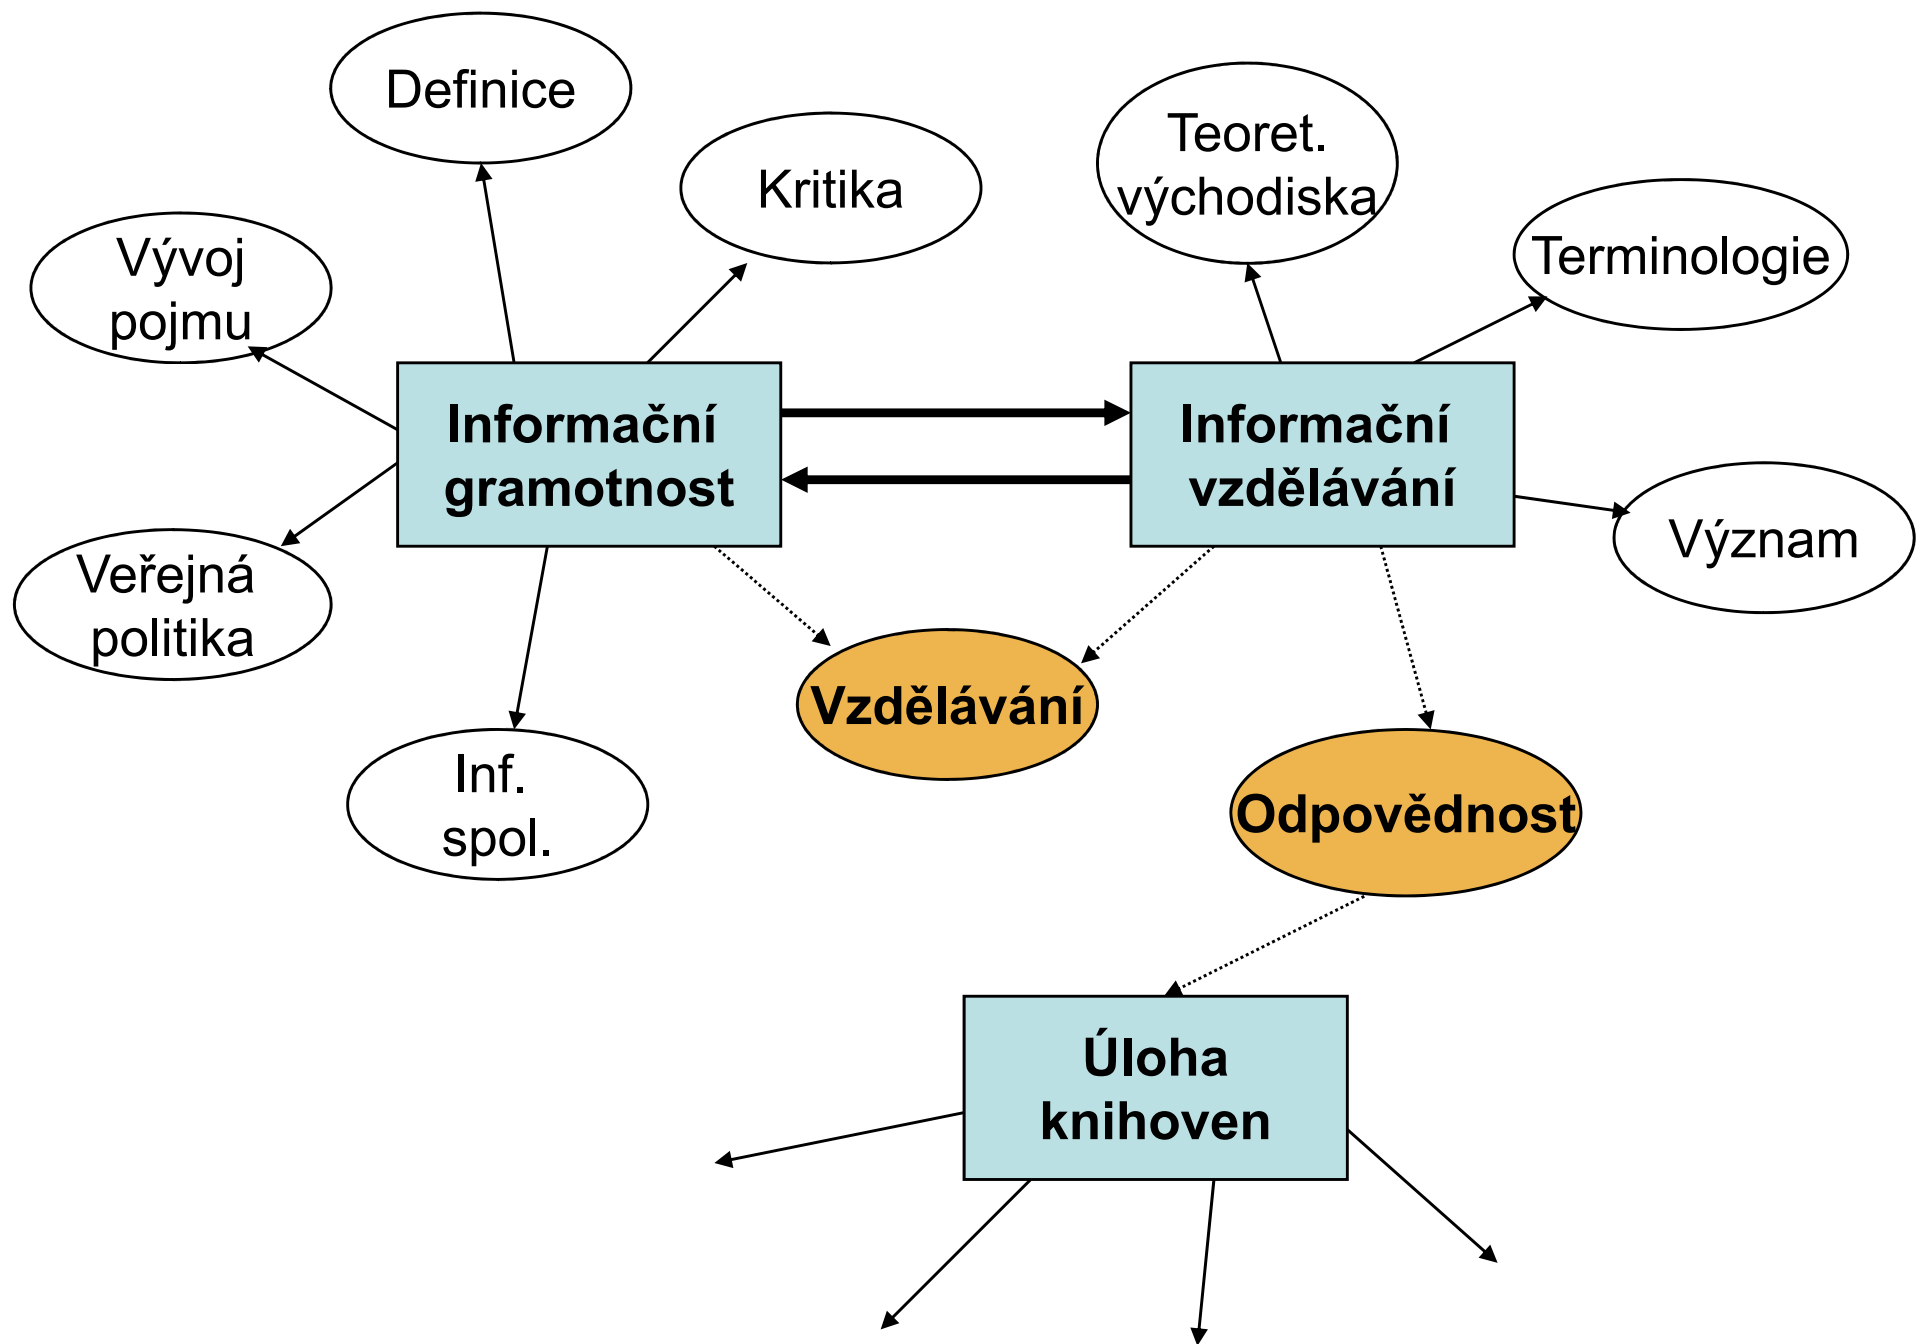 Definice
Kritika
Teoret.
východiska
Terminologie
Vývoj
pojmu
Informační
gramotnost
Informační
vzdělávání
Význam
Veřejná
politika
Vzdělávání
Inf.
spol.
Odpovědnost
Úloha
knihoven